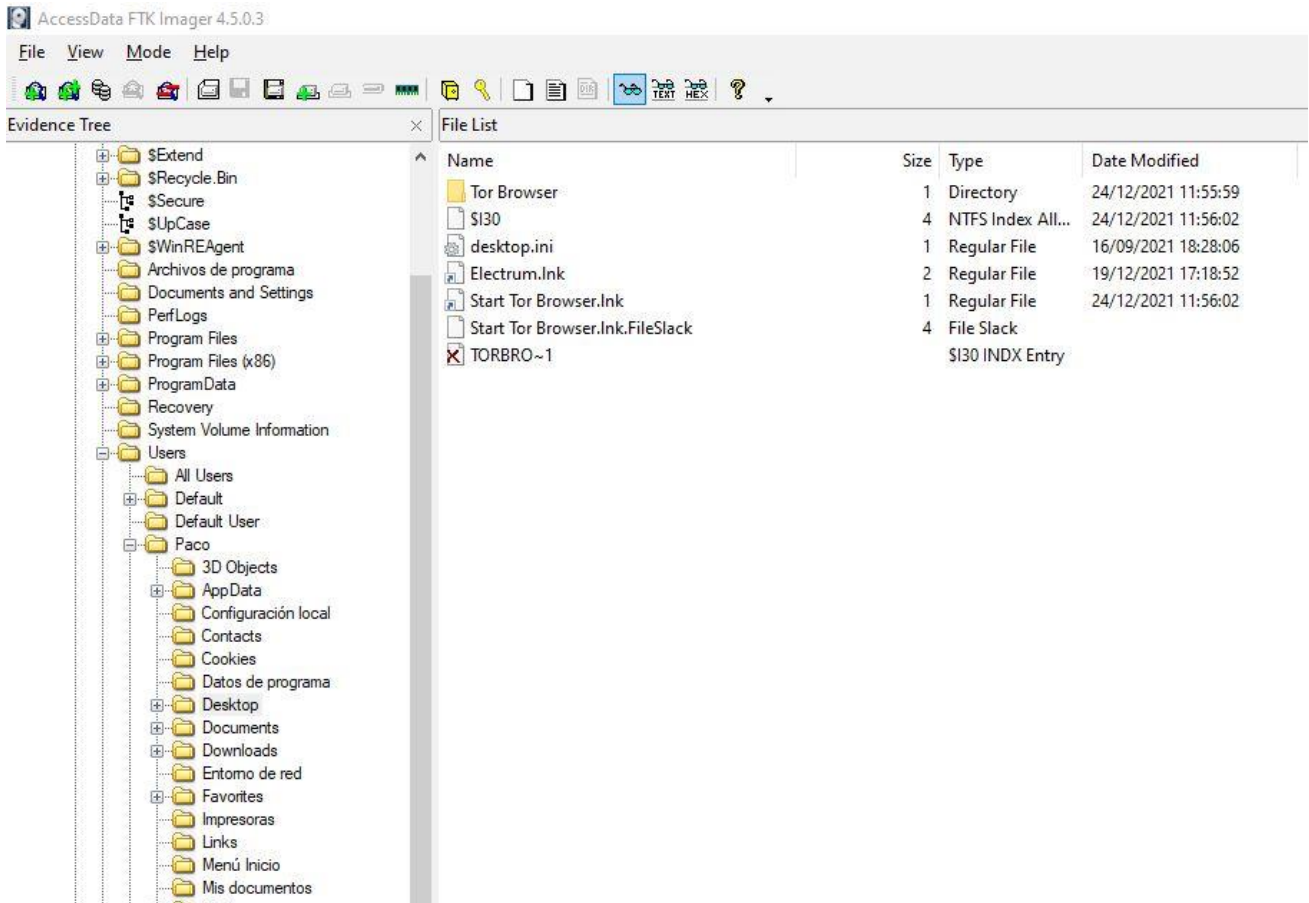 AccessData FTK Imager 4.5.0.3
File View Mode Help
TEXT HEX
Evidence Tree
$Extend
$Recycle.Bin
$Secure
$UpCase
$WinREAgent
Archivos de programa
Documents and Settings
PerfLogs
Program Files
Program Files (x86)
ProgramData
Recovery
System Volume Information
Users
All Users
Default
Default User
Paco
3D Objects
AppData
Configuración local
Contacts
Cookies
Datos de programa
Desktop
Documents
Downloads
Entorno de red
Favorites
Impresoras
Links
Menú Inicio
Mis documentos
File List
Name Size Type Date Modified
Tor Browser 1 Directory 24/12/2021 11:55:59
$I30 4 NTFS Index All... 24/12/2021 11:56:02
desktop.ini 1 Regular File 16/09/2021 18:28:06
Electrum.lnk 2 Regular File 19/12/2021 17:18:52
Start Tor Browser.lnk 1 Regular File 24/12/2021 11:56:02
Start Tor Browser.lnk.FileSlack 4 File Slack
TORBRO~1 $I30 INDX Entry